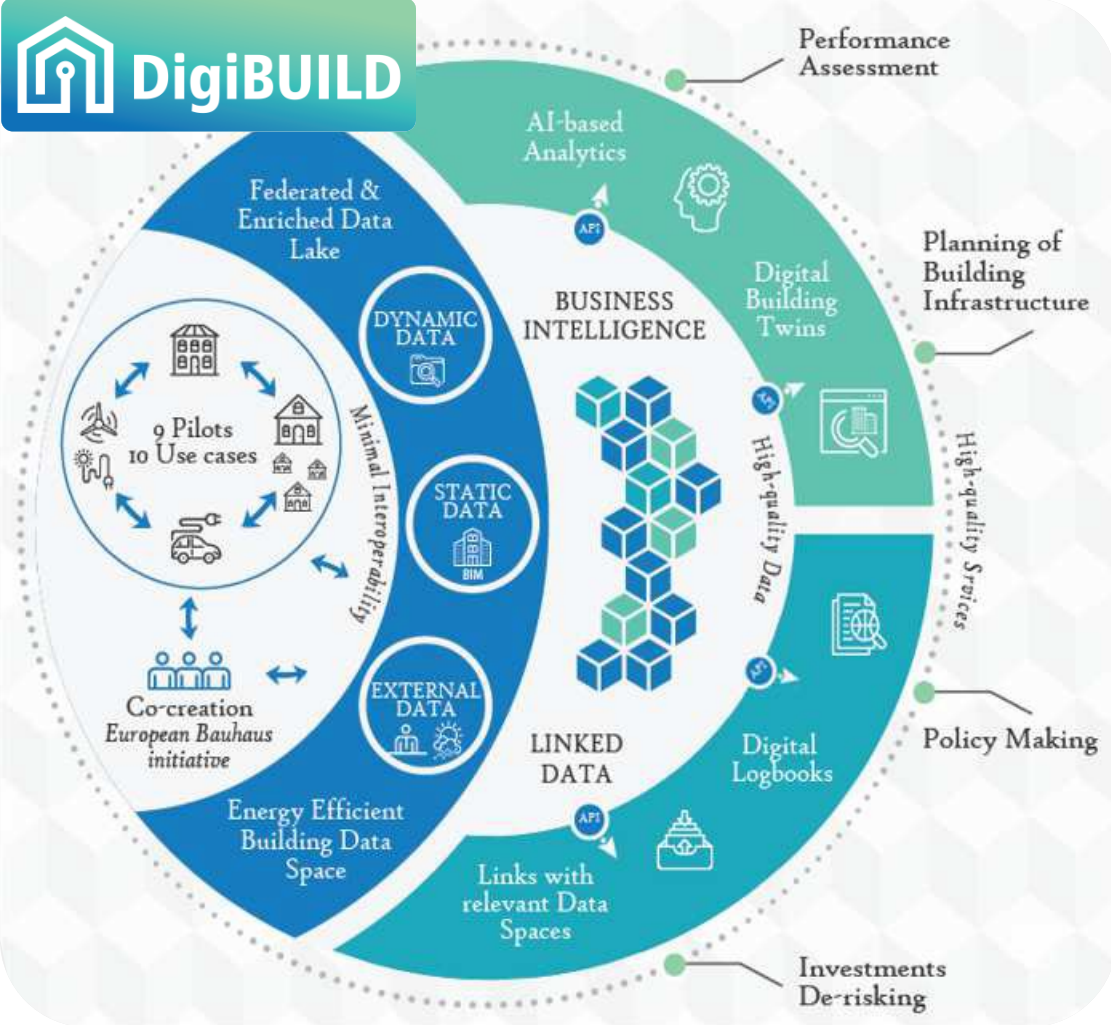 DigiBUILD
Performance
Assessment
AI-based
Analytics
Federated &
Enriched Data
Lake
API
Planning of
Building
Infrastructure
Digital
Building
Twins
BUSINESS
INTELLIGENCE
DYNAMIC
DATA
API
9 Pilots
10 Use cases
Minimal Interoperability
High-quality Data
High-quality Srvices
STATIC
DATA
BIM
EXTERNAL
DATA
Co-creation
European Bauhaus
initiative
LINKED
DATA
Digital
Logbooks
Policy Making
Energy Efficient
Building Data
Space
API
Links with
relevant Data
Spaces
Investments
De-risking